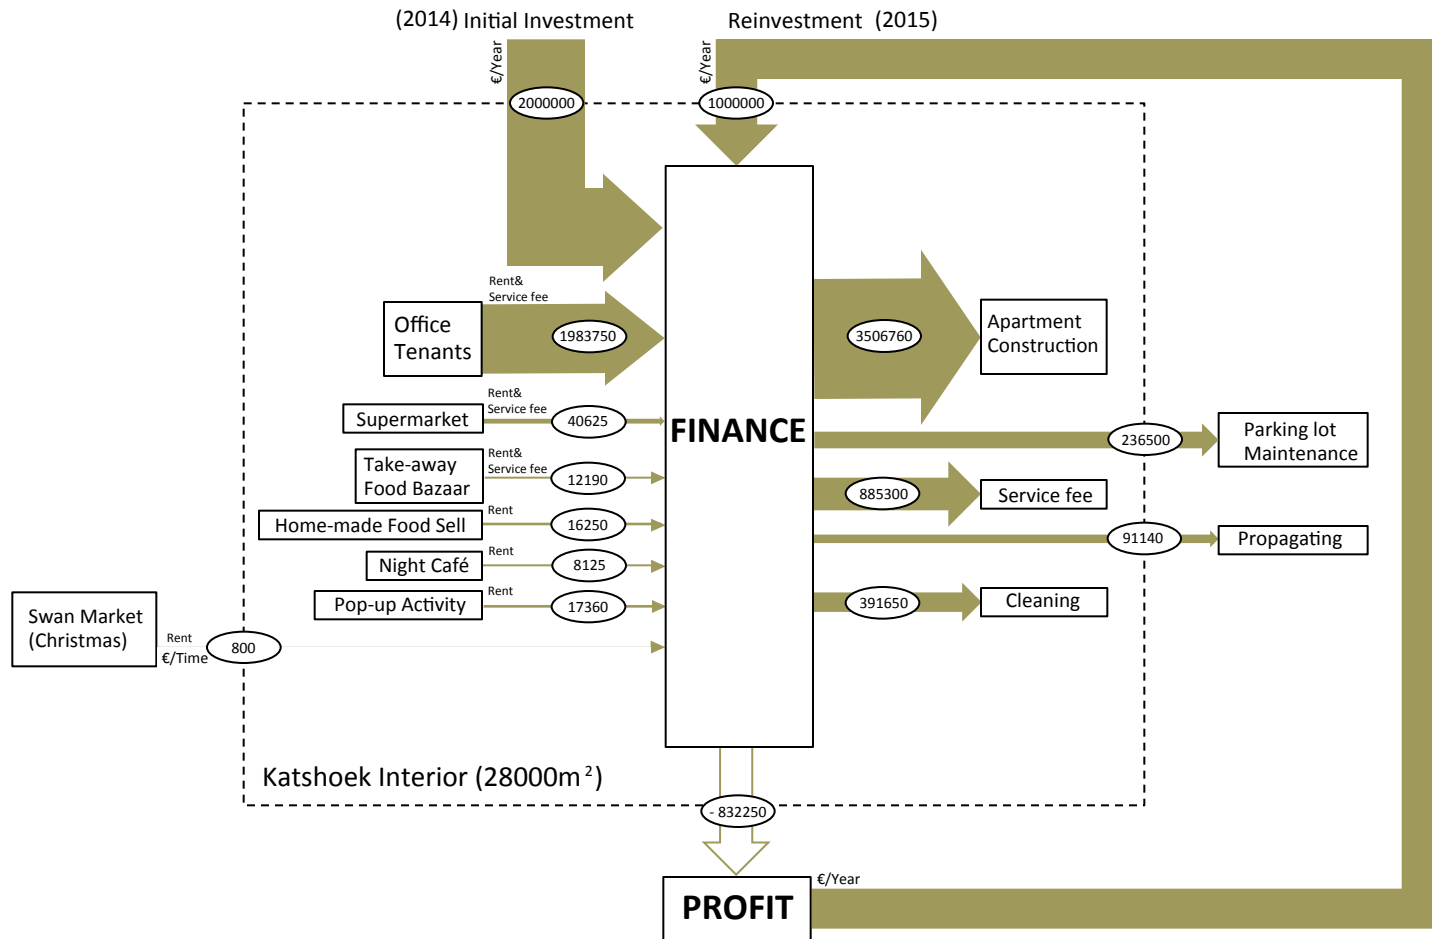 (2014) Initial Investment
Reinvestment (2015)
€/Year
€/Year
2000000
1000000
Rent&
Service fee
Office
Tenants
1983750
3506760
Apartment
Construction
Rent&
Service fee
Supermarket
40625
FINANCE
236500
Parking lot
Maintenance
Rent&
Service fee
Take-away
Food Bazaar
12190
885300
Service fee
Home-made Food Sell
Rent
16250
91140
Propagating
Night Café
Rent
8125
Pop-up Activity
Rent
17360
391650
Cleaning
Swan Market
(Christmas)
Rent
€/Time
800
Katshoek Interior (28000m²)
- 832250
€/Year
PROFIT